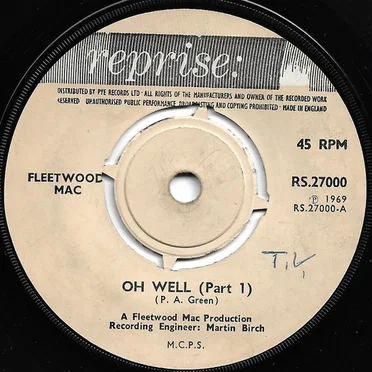 reprise:
DISTRIBUTED BY PYE RECORDS LTD · ALL RIGHTS OF THE MANUFACTURERS AND OWNER OF THE RECORDED WORK
RESERVED UNAUTHORISED PUBLIC PERFORMANCE BROADCASTING AND COPYING PROHIBITED · MADE IN ENGLAND
45 RPM
FLEETWOOD
MAC
RS.27000
℗ 1969
RS.27000-A
OH WELL (Part 1)
(P. A. Green)
A Fleetwood Mac Production
Recording Engineer: Martin Birch
M.C.P.S.